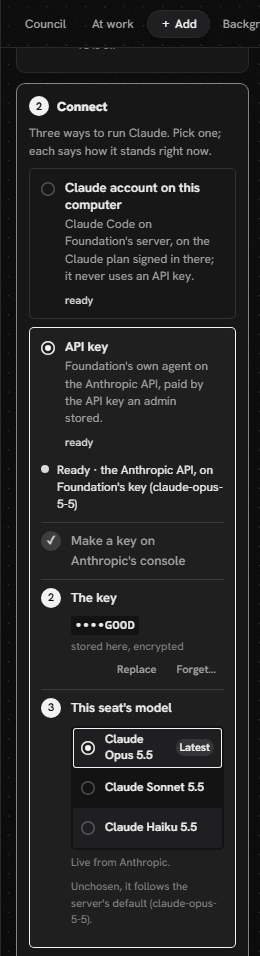 Council At work + Add Backgr
2 Connect
Three ways to run Claude. Pick one;
each says how it stands right now.
Claude account on this
computer
Claude Code on
Foundation's server, on the
Claude plan signed in there;
it never uses an API key.
ready
API key
Foundation's own agent on
the Anthropic API, paid by
the API key an admin
stored.
ready
Ready · the Anthropic API, on
Foundation's key (claude-opus-
5-5)
✓ Make a key on
Anthropic's console
2 The key
••••GOOD
stored here, encrypted
Replace Forget...
3 This seat's model
Claude
Opus 5.5 Latest
Claude Sonnet 5.5
Claude Haiku 5.5
Live from Anthropic.
Unchosen, it follows the
server's default (claude-opus-
5-5).